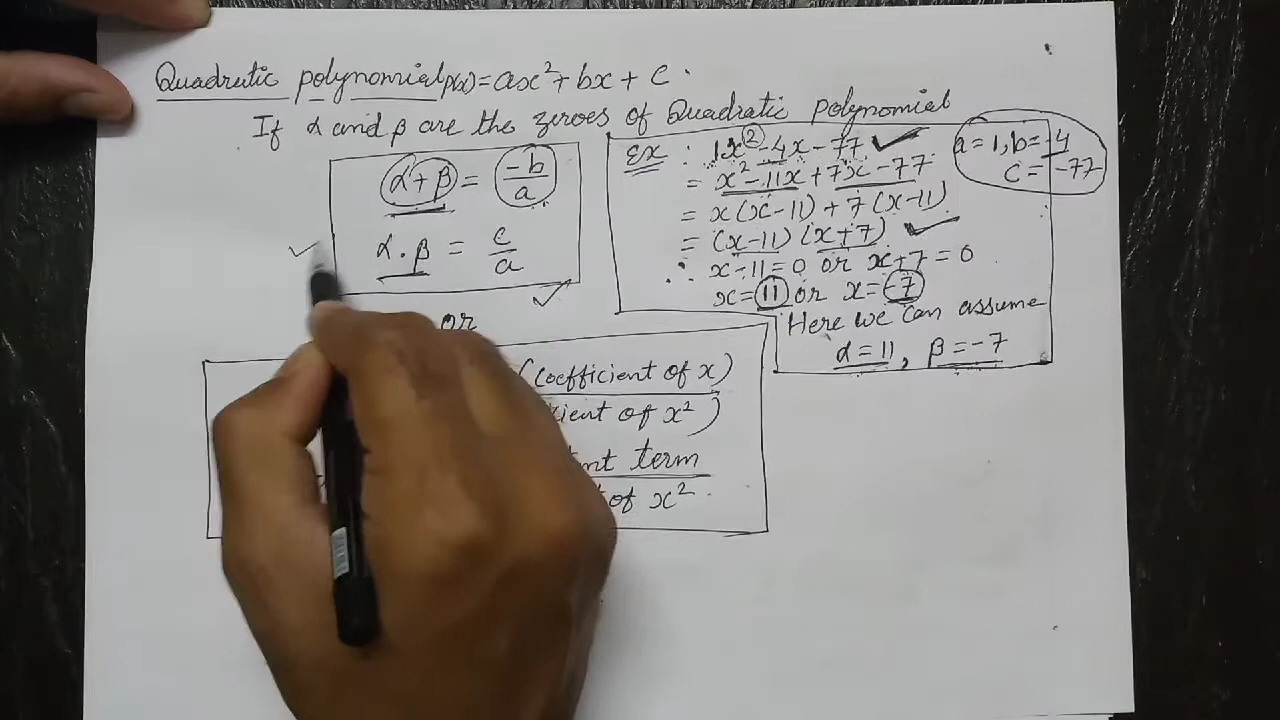 Quadratic polynomial p(x) = ax² + bx + c.
If α and β are the zeroes of Quadratic polynomial
α + β = -b/a
α . β = c/a
or
(Coefficient of x)
of x²)
term
of x²
Ex : 1x² - 4x - 77
= x² - 11x + 7x - 77
= x(x-11) + 7(x-11)
= (x-11) (x+7)
∴ x-11=0 or x+7=0
x=11 or x=-7
Here we can assume
α = 11, β = -7
a=1, b=-4
c=-77